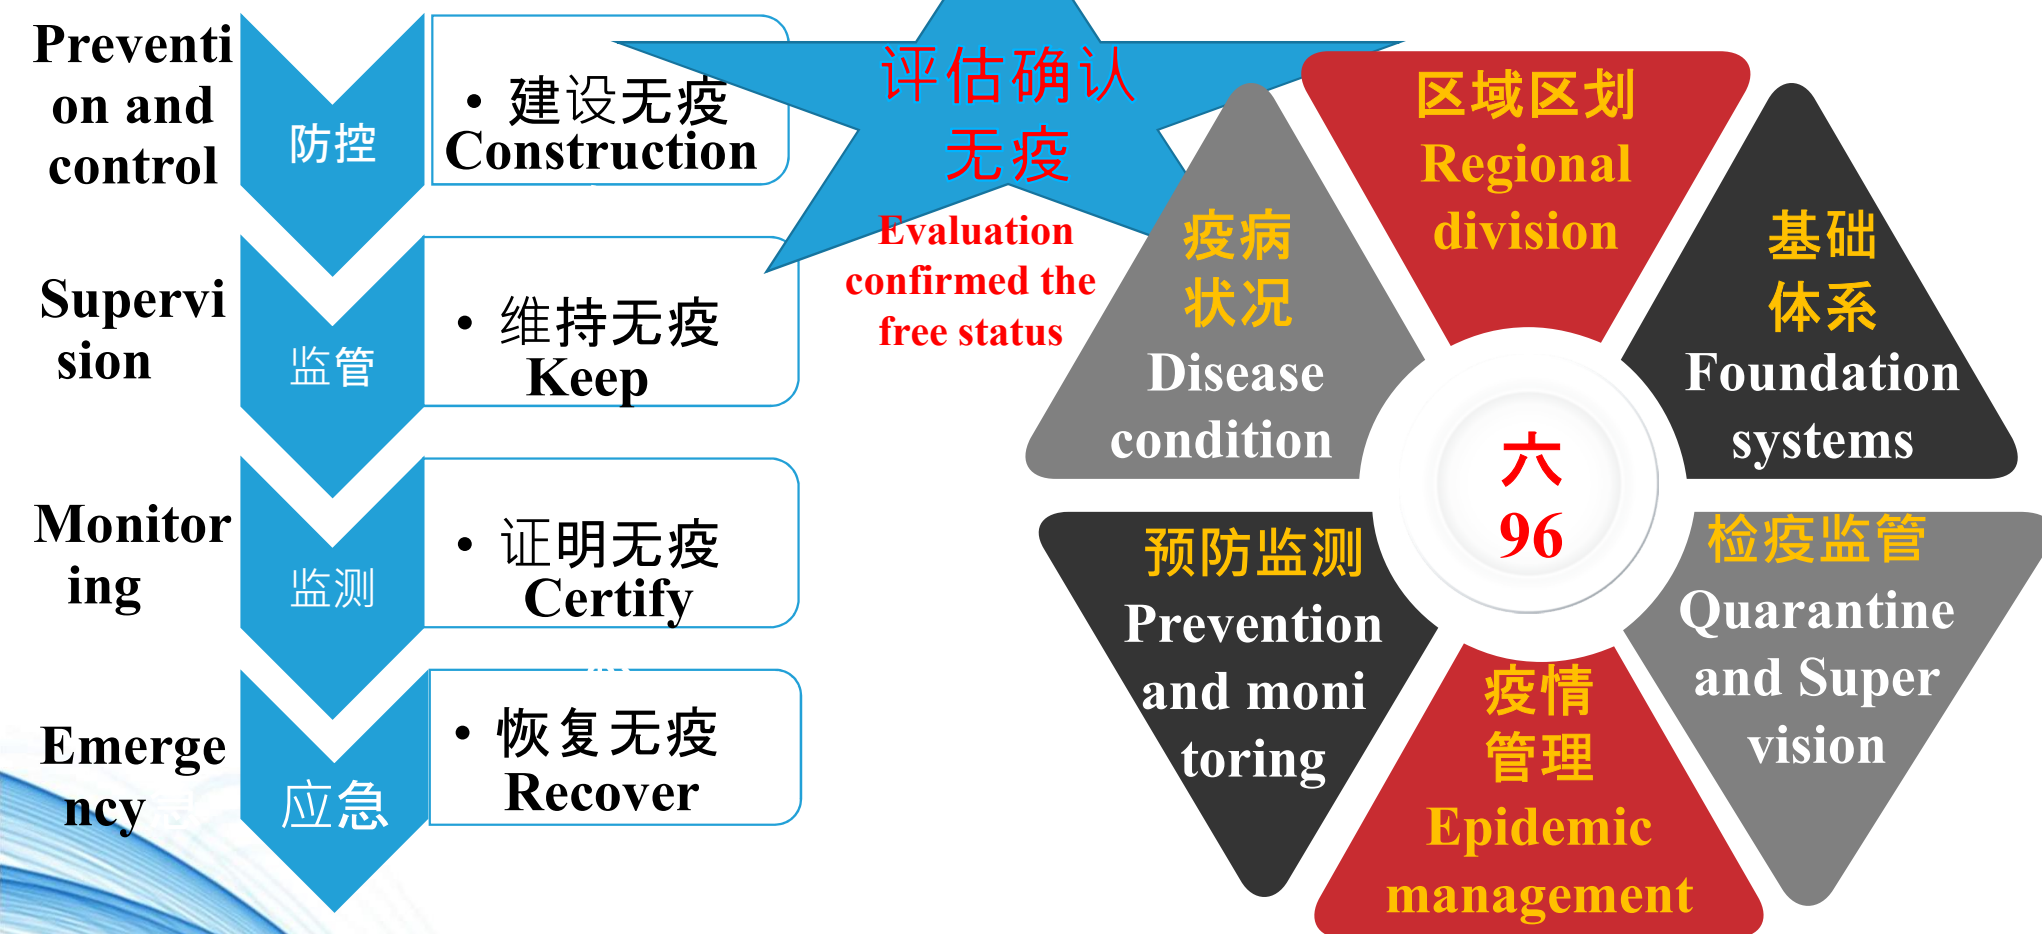 Preventi
on and
control
防控
• 建设无疫
Construction
Supervi
sion
监管
• 维持无疫
Keep
Monitor
ing
监测
• 证明无疫
Certify
Emerge
ncy
应急
• 恢复无疫
Recover
评估确认
无疫
Evaluation
confirmed the
free status
区域区划
Regional
division
疫病
状况
Disease
condition
基础
体系
Foundation
systems
六
96
预防监测
Prevention
and moni
toring
检疫监管
Quarantine
and Super
vision
疫情
管理
Epidemic
management